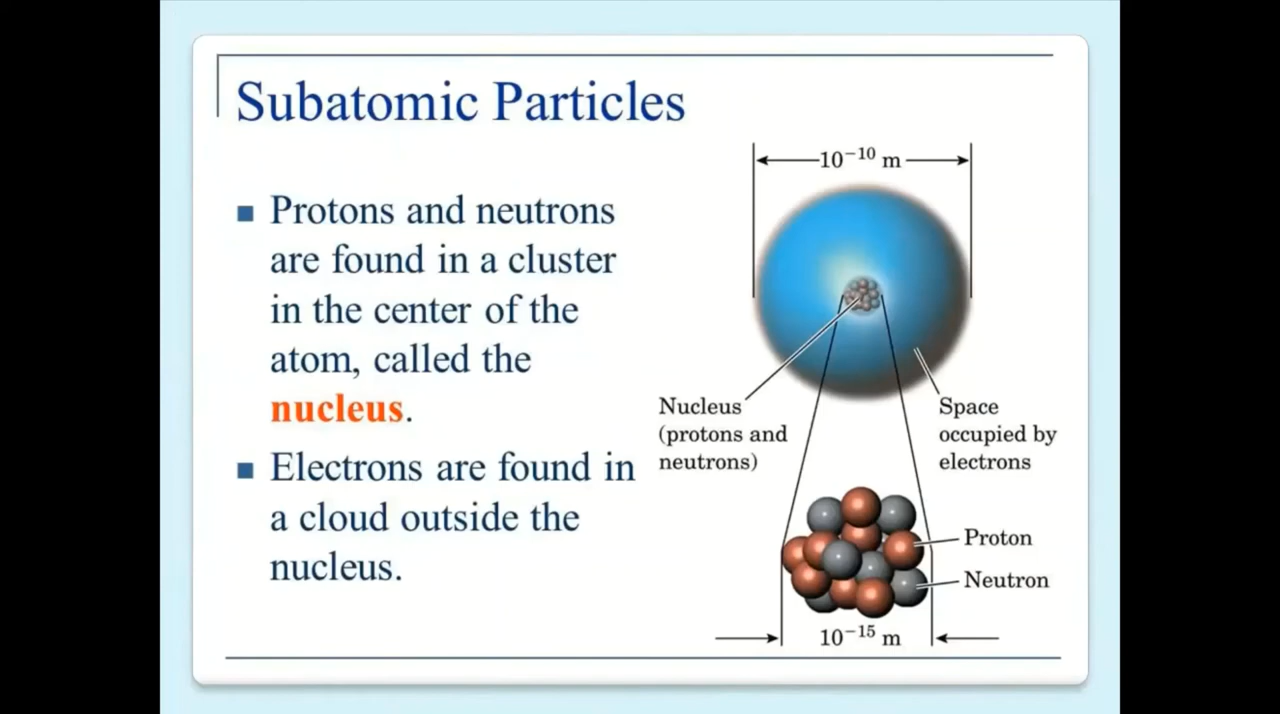 Subatomic Particles
Protons and neutrons
are found in a cluster
in the center of the
atom, called the
nucleus.
Electrons are found in
a cloud outside the
nucleus.
10⁻¹⁰ m
Nucleus
(protons and
neutrons)
Space
occupied by
electrons
Proton
Neutron
10⁻¹⁵ m